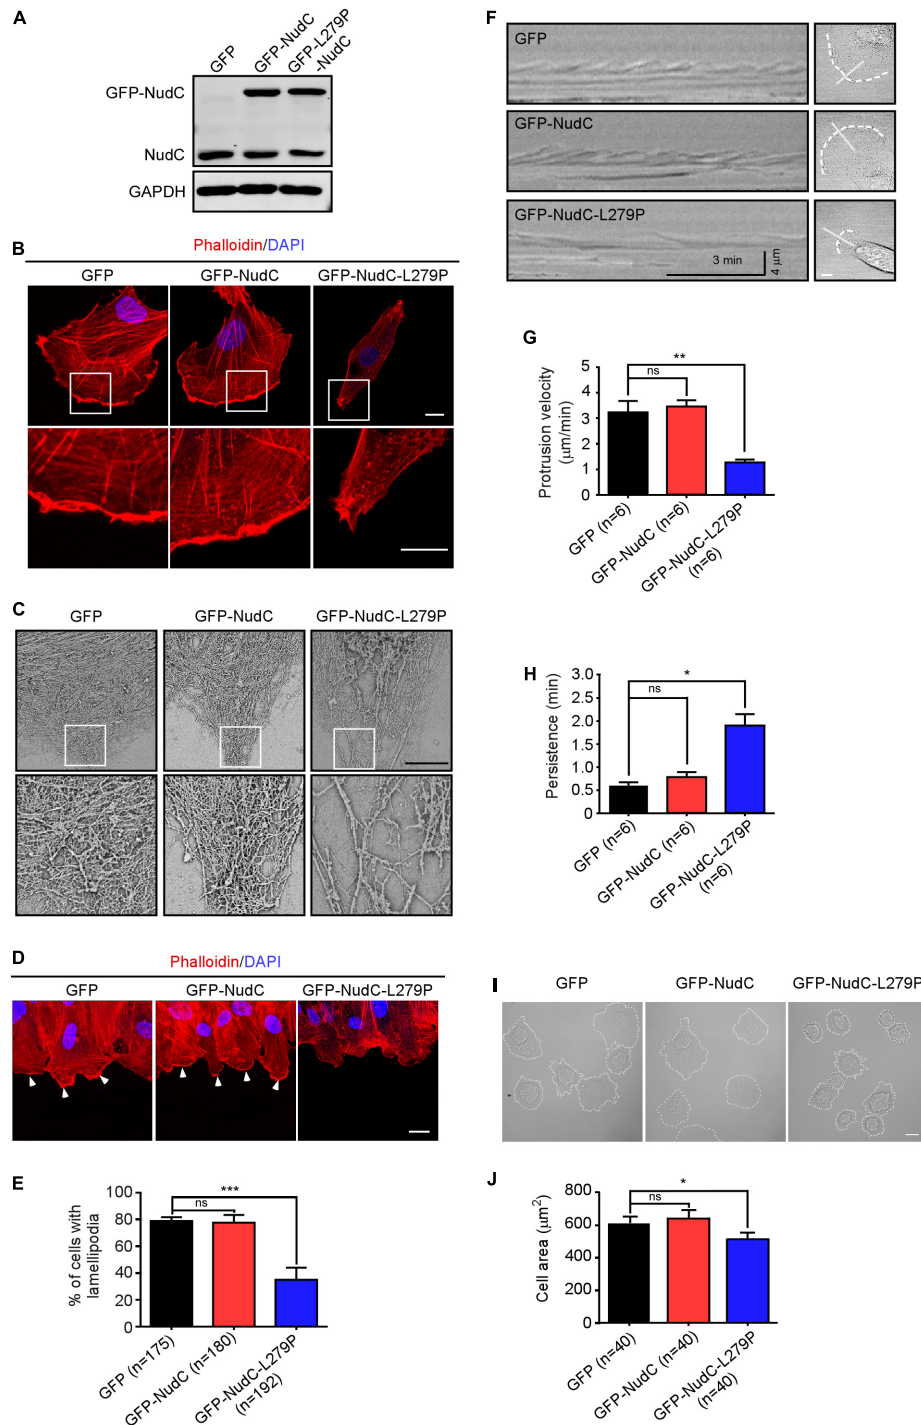 A
GFP
GFP-NudC
GFP-L279P
-NudC
GFP-NudC
NudC
GAPDH
B
Phalloidin/DAPI
GFP
GFP-NudC
GFP-NudC-L279P
C
GFP
GFP-NudC
GFP-NudC-L279P
D
Phalloidin/DAPI
GFP
GFP-NudC
GFP-NudC-L279P
E
% of cells with
lamellipodia
100
80
60
40
20
0
***
ns
GFP (n=175)
GFP-NudC (n=180)
GFP-NudC-L279P
(n=192)
F
GFP
GFP-NudC
GFP-NudC-L279P
3 min
4 μm
G
Protrusion velocity
(μm/min)
5
4
3
2
1
0
**
ns
GFP (n=6)
GFP-NudC (n=6)
GFP-NudC-L279P
(n=6)
H
Persistence (min)
3.0
2.5
2.0
1.5
1.0
0.5
0
*
ns
GFP (n=6)
GFP-NudC (n=6)
GFP-NudC-L279P
(n=6)
I
GFP
GFP-NudC
GFP-NudC-L279P
J
Cell area (μm²)
800
600
400
200
0
*
ns
GFP (n=40)
GFP-NudC (n=40)
GFP-NudC-L279P
(n=40)